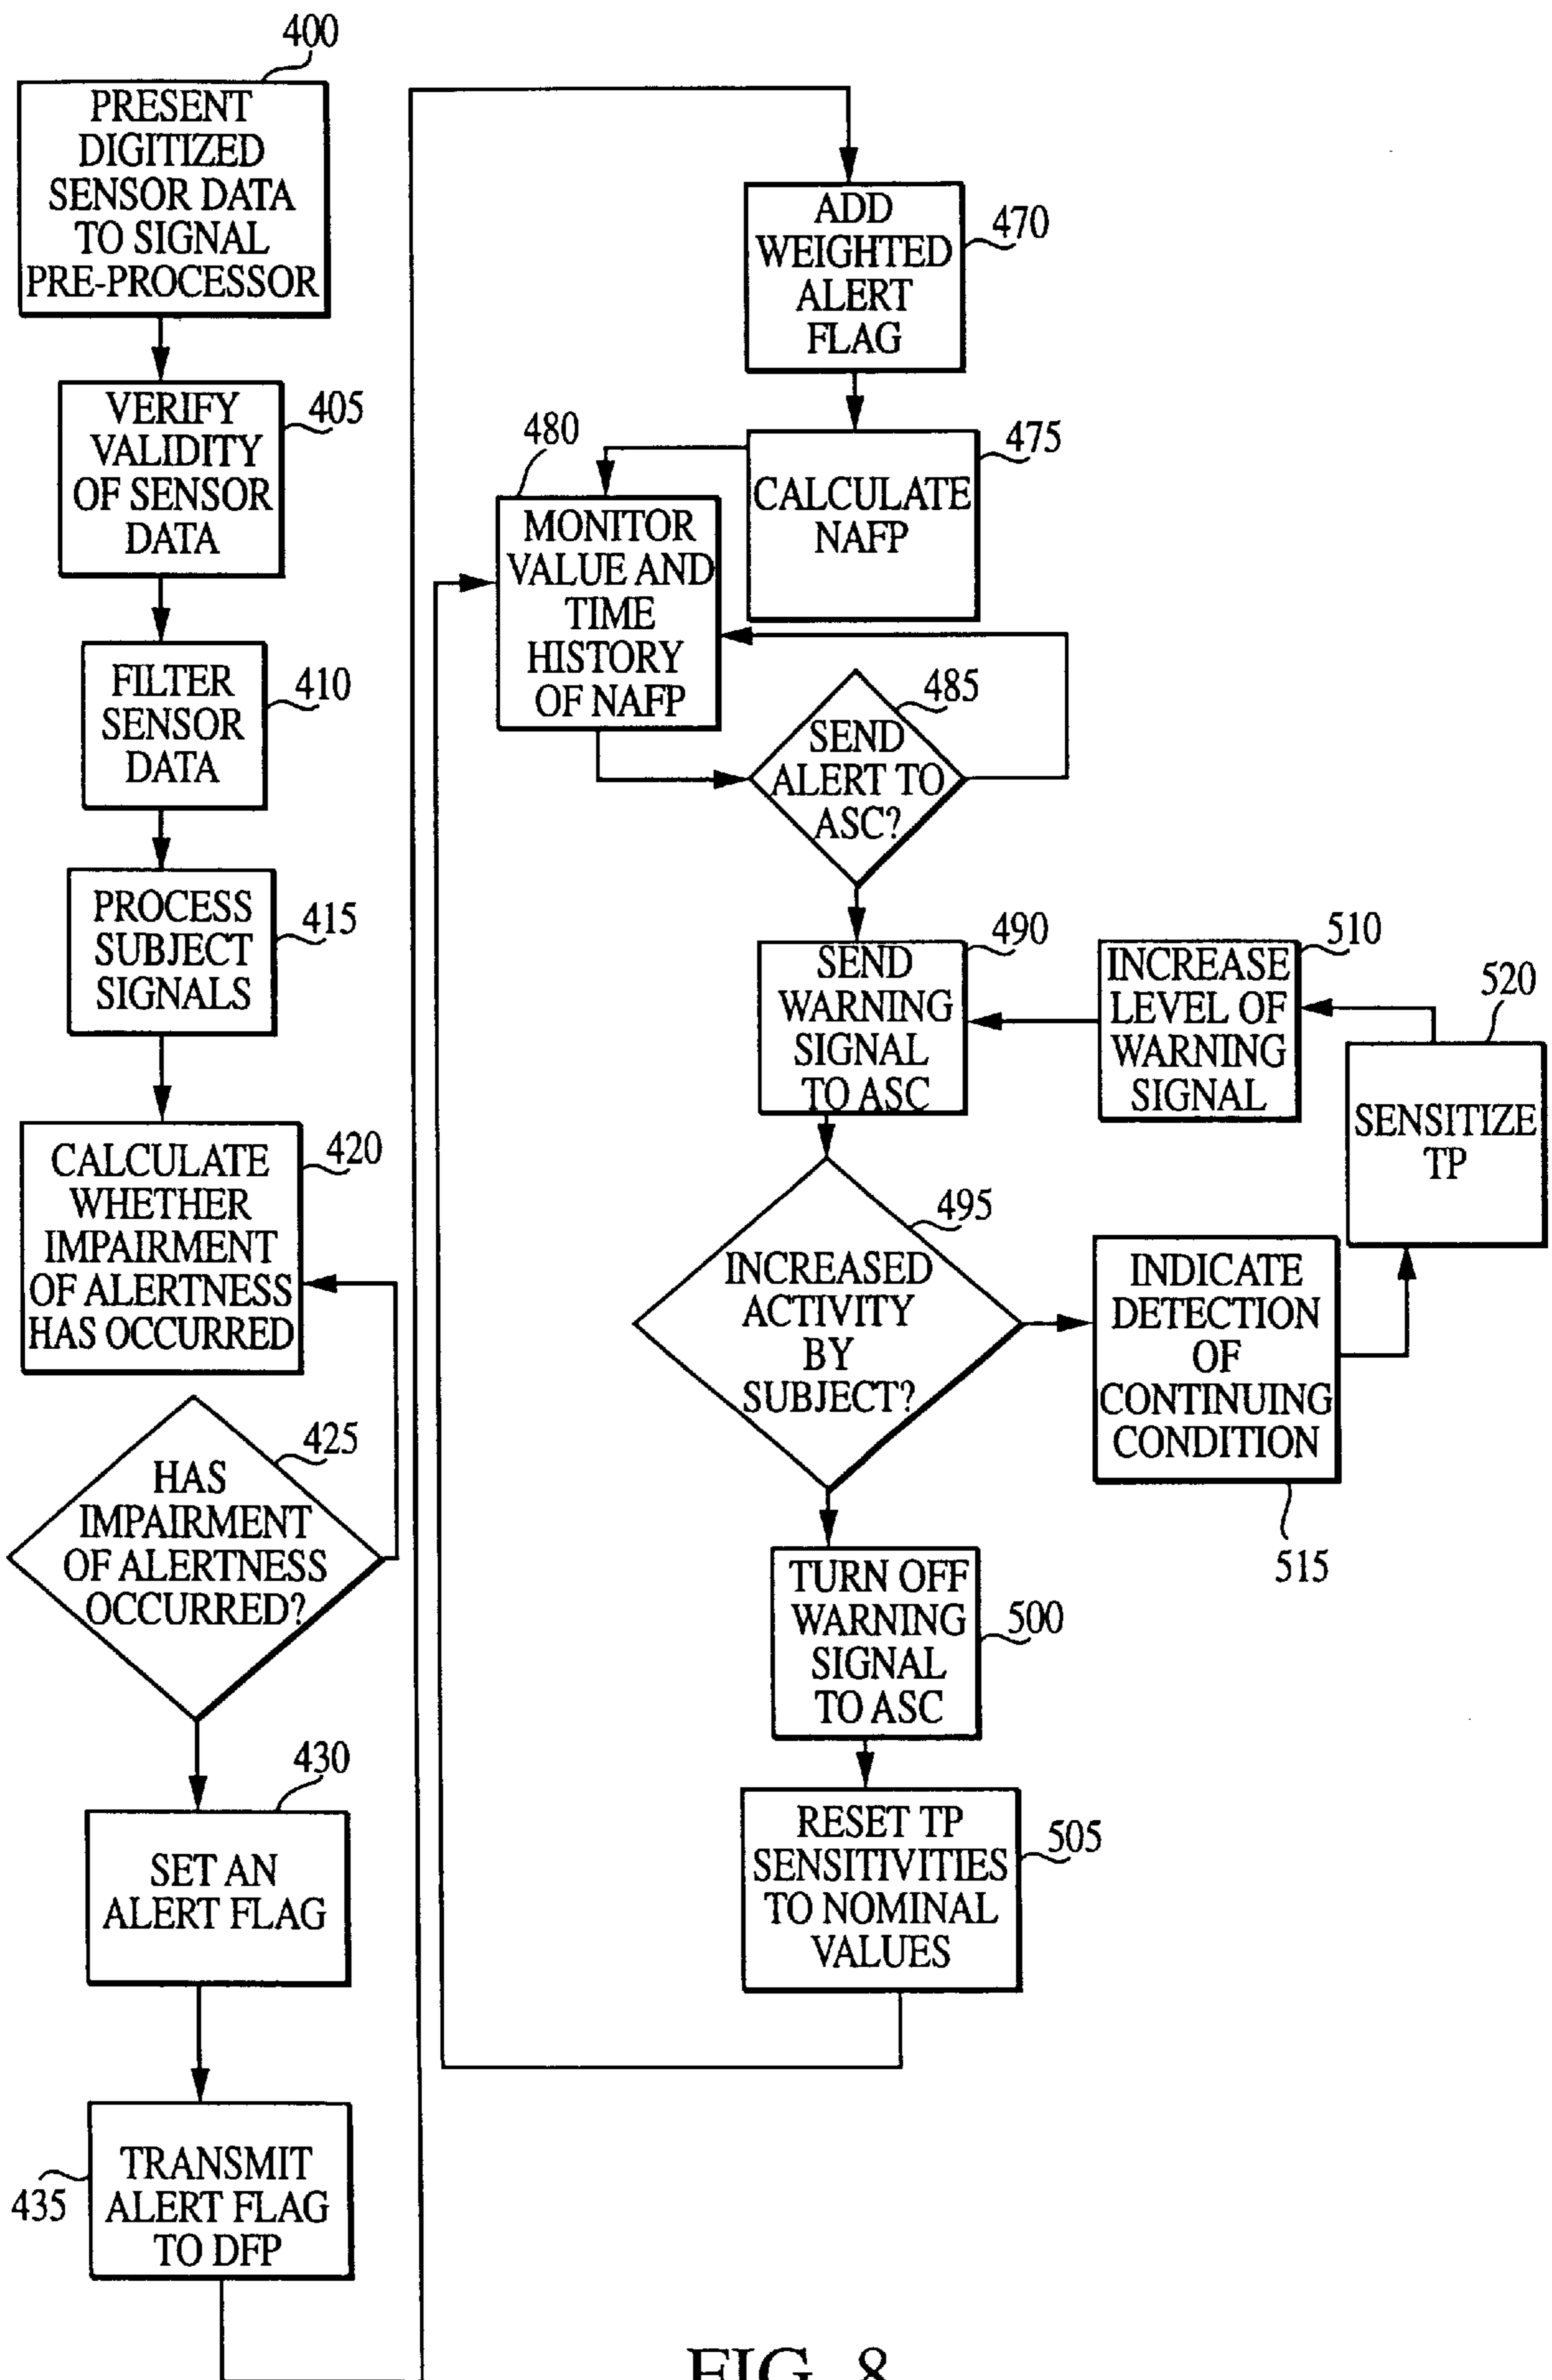 400
PRESENT
DIGITIZED
SENSOR DATA
TO SIGNAL
PRE-PROCESSOR
405
VERIFY
VALIDITY
OF SENSOR
DATA
410
FILTER
SENSOR
DATA
415
PROCESS
SUBJECT
SIGNALS
420
CALCULATE
WHETHER
IMPAIRMENT
OF ALERTNESS
HAS OCCURRED
425
HAS
IMPAIRMENT
OF ALERTNESS
OCCURRED?
430
SET AN
ALERT FLAG
435
TRANSMIT
ALERT FLAG
TO DFP
470
ADD
WEIGHTED
ALERT
FLAG
475
CALCULATE
NAFP
480
MONITOR
VALUE AND
TIME
HISTORY
OF NAFP
485
SEND
ALERT TO
ASC?
490
SEND
WARNING
SIGNAL
TO ASC
510
INCREASE
LEVEL OF
WARNING
SIGNAL
520
SENSITIZE
TP
495
INCREASED
ACTIVITY
BY
SUBJECT?
INDICATE
DETECTION
OF
CONTINUING
CONDITION
515
500
TURN OFF
WARNING
SIGNAL
TO ASC
505
RESET TP
SENSITIVITIES
TO NOMINAL
VALUES
FIG. 8